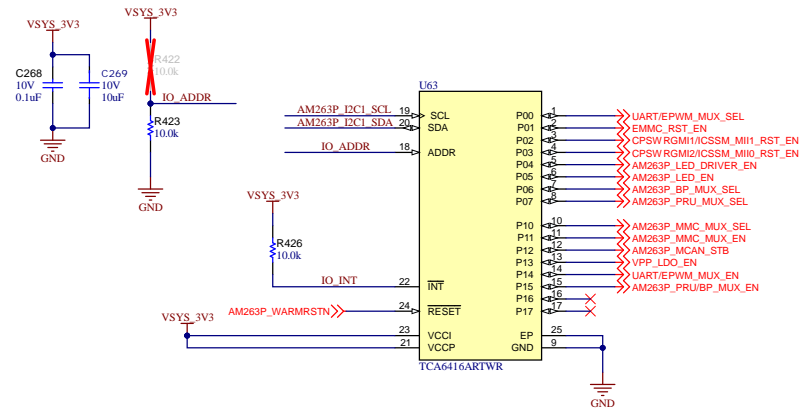 VSYS_3V3
C268
10V
0.1uF
C269
10V
10uF
GND
VSYS_3V3
R422
10.0k
IO_ADDR
R423
10.0k
GND
U63
AM263P_I2C1_SCL 19 SCL
AM263P_I2C1_SDA 20 SDA
IO_ADDR 18 ADDR
VSYS_3V3
R426
10.0k
IO_INT 22 INT
AM263P_WARMRSTN 24 RESET
VSYS_3V3
23 VCCI
21 VCCP
P00 1 UART/EPWM_MUX_SEL
P01 2 EMMC_RST_EN
P02 3 CPSW RGMI1/ICSSM_MII1_RST_EN
P03 4 CPSW RGMI2/ICSSM_MII0_RST_EN
P04 5 AM263P_LED_DRIVER_EN
P05 6 AM263P_LED_EN
P06 7 AM263P_BP_MUX_SEL
P07 8 AM263P_PRU_MUX_SEL
P10 10 AM263P_MMC_MUX_SEL
P11 11 AM263P_MMC_MUX_EN
P12 12 AM263P_MCAN_STB
P13 13 VPP_LDO_EN
P14 14 UART/EPWM_MUX_EN
P15 15 AM263P_PRU/BP_MUX_EN
P16 16
P17 17
EP 25
GND 9
TCA6416ARTWR
GND